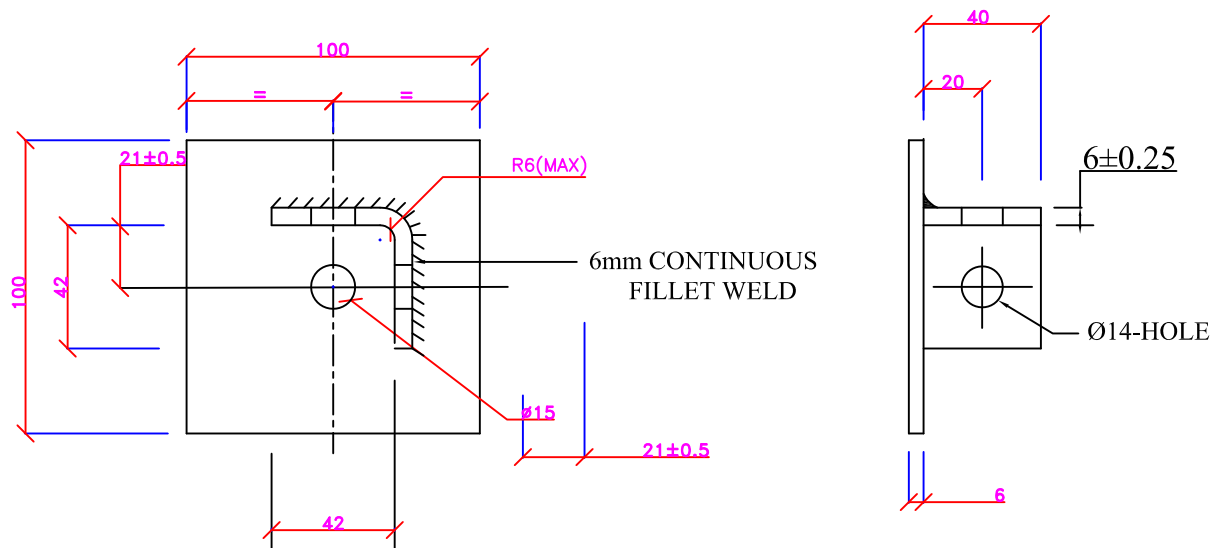 100
40
=
=
20
21±0.5
R6(MAX)
6±0.25
6mm CONTINUOUS
FILLET WELD
100
42
Ø14-HOLE
ø15
21±0.5
6
42